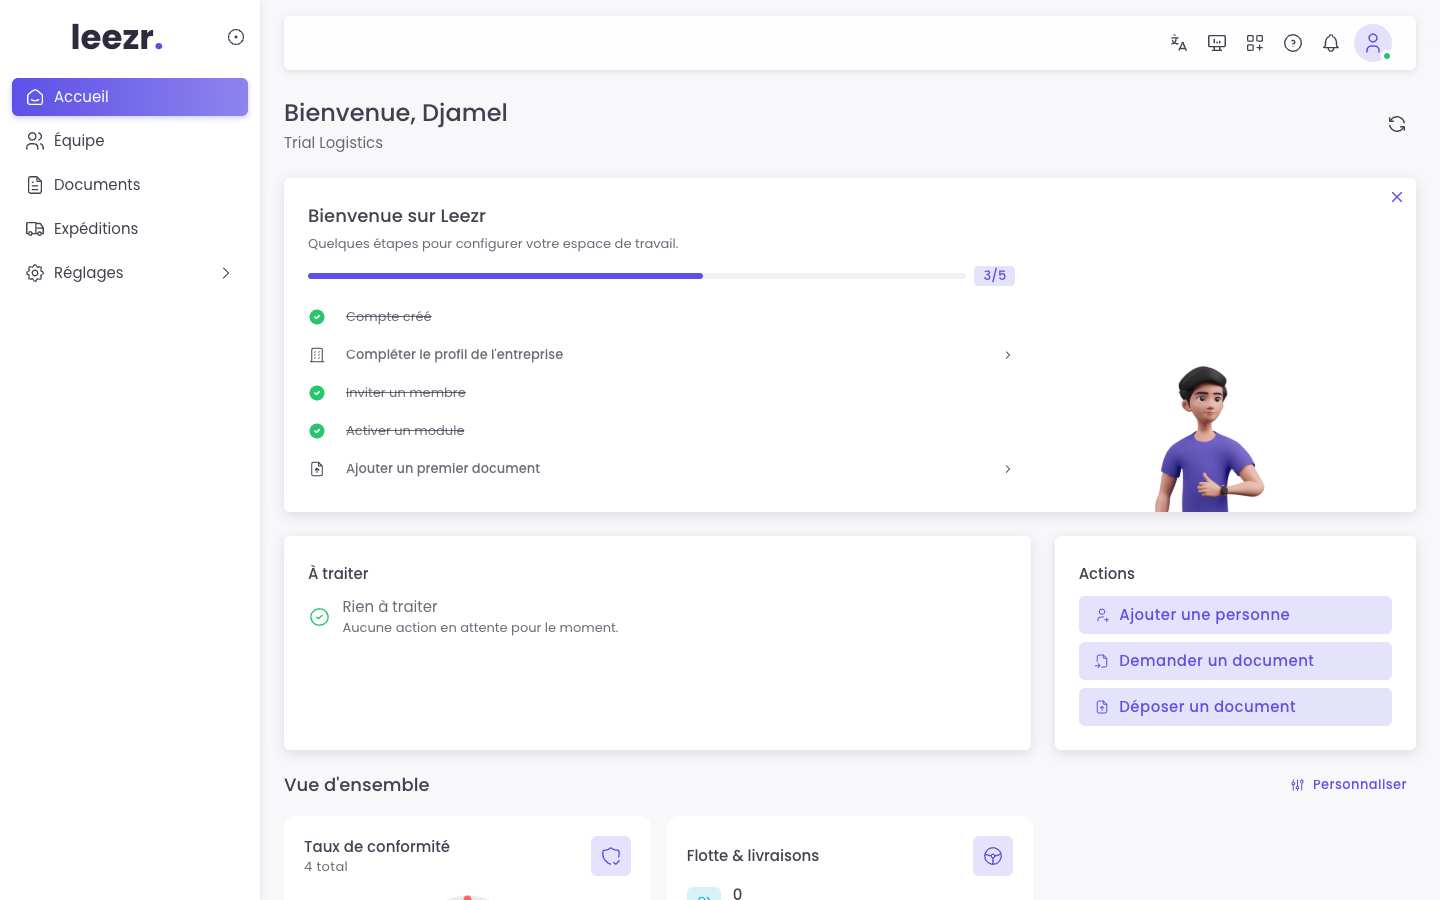 leezr.
Accueil
Équipe
Documents
Expéditions
Réglages
Bienvenue, Djamel
Trial Logistics
Bienvenue sur Leezr
Quelques étapes pour configurer votre espace de travail.
3/5
Compte créé
Compléter le profil de l'entreprise
Inviter un membre
Activer un module
Ajouter un premier document
À traiter
Rien à traiter
Aucune action en attente pour le moment.
Actions
Ajouter une personne
Demander un document
Déposer un document
Vue d'ensemble
Personnaliser
Taux de conformité
4 total
Flotte & livraisons
0